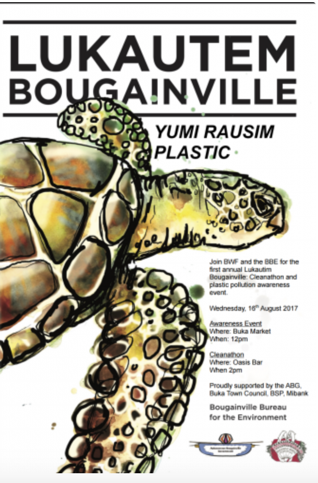 LUKAUTEM
BOUGAINVILLE
YUMI RAUSIM
PLASTIC
Join BWF and the BBE for the
first annual Lukautim
Bougainville: Cleanathon and
plastic pollution awareness
event.
Wednesday, 16th August 2017
Awareness Event
Where: Buka Market
When: 12pm
Cleanathon
Where: Oasis Bar
When 2pm
Proudly supported by the ABG,
Buka Town Council, BSP, Mibank
Bougainville Bureau
for the Environment